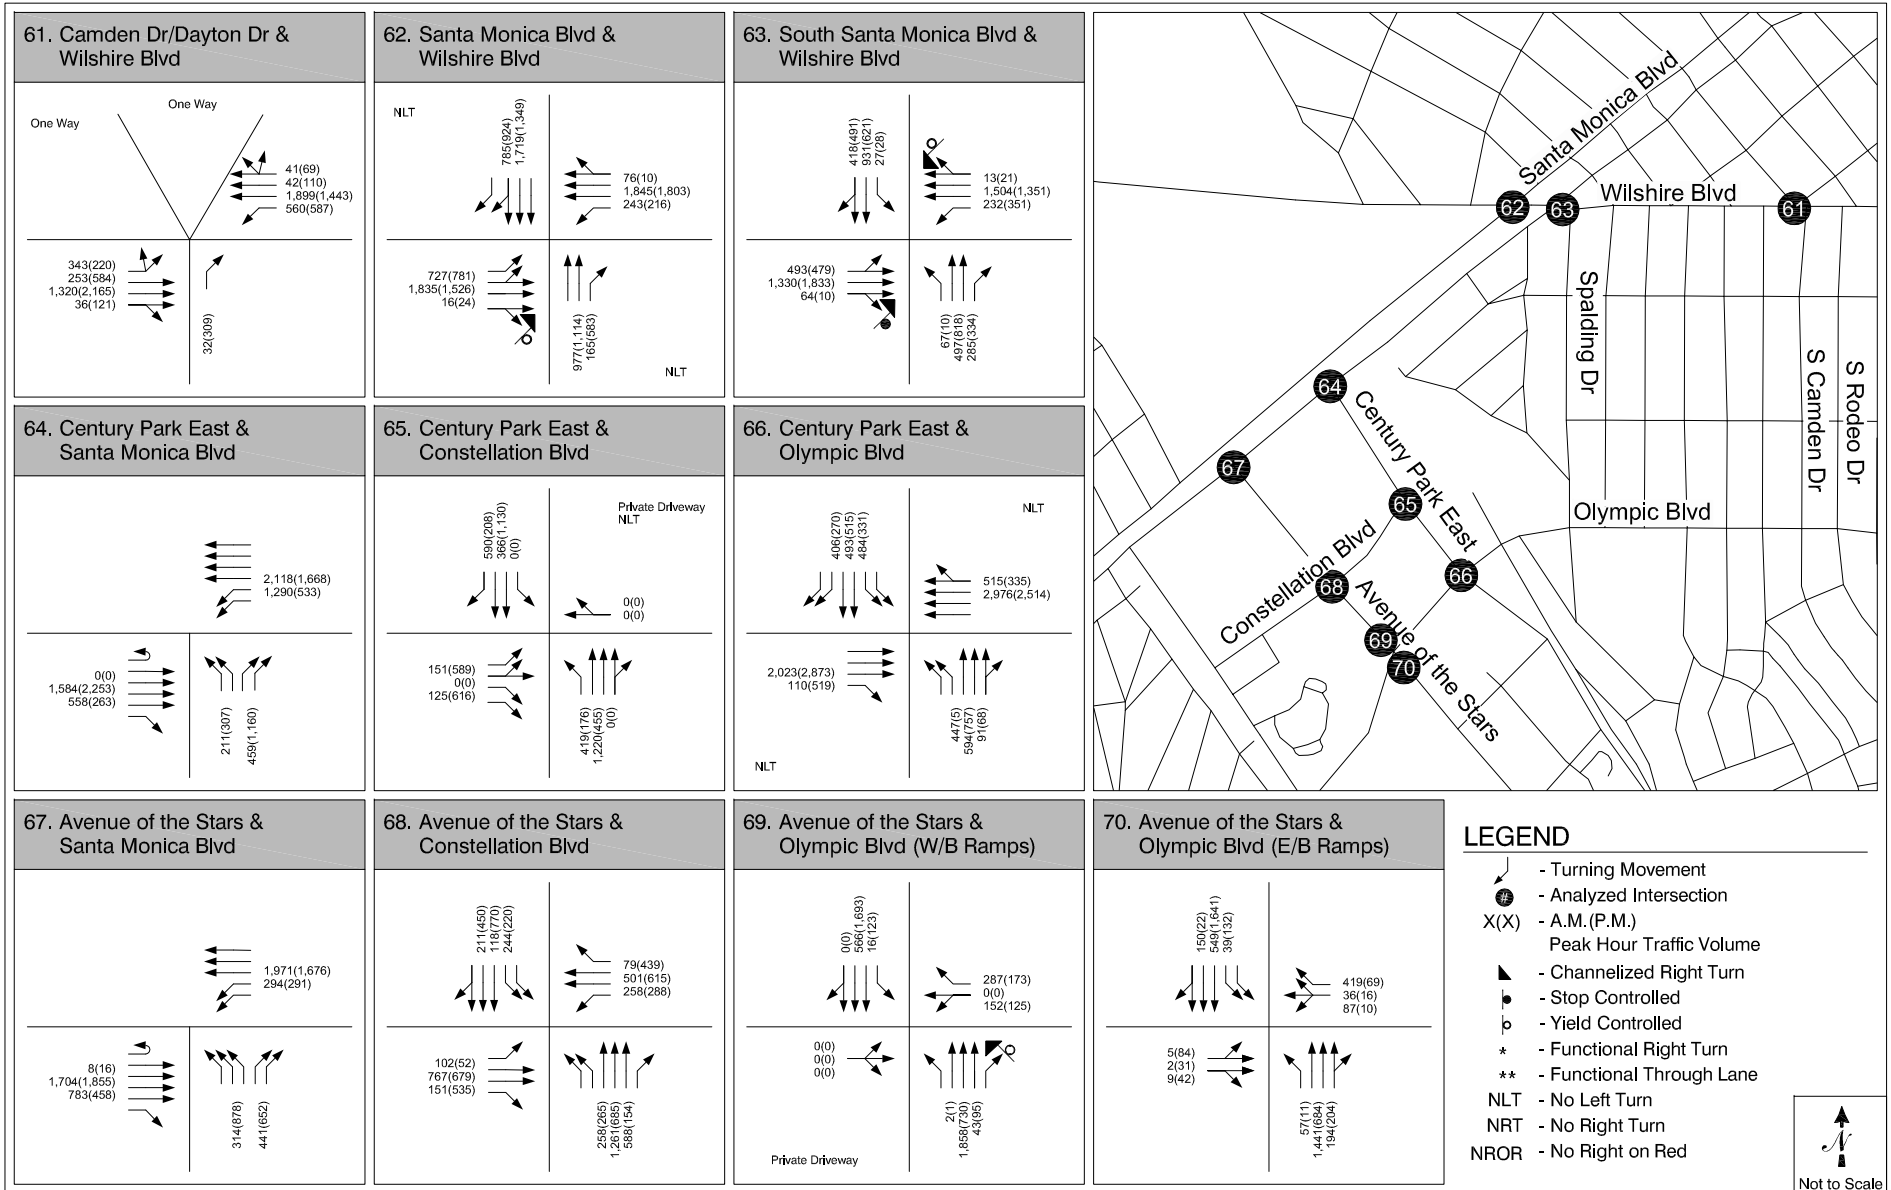 61. Camden Dr/Dayton Dr &
Wilshire Blvd
One Way
One Way
41(69)
42(110)
1,899(1,443)
560(587)
343(220)
253(584)
1,320(2,165)
36(121)
32(309)
62. Santa Monica Blvd &
Wilshire Blvd
NLT
785(924)
1,719(1,349)
76(10)
1,845(1,803)
243(216)
727(781)
1,835(1,526)
16(24)
977(1,114)
165(583)
NLT
63. South Santa Monica Blvd &
Wilshire Blvd
418(491)
931(621)
27(28)
13(21)
1,504(1,351)
232(351)
493(479)
1,330(1,833)
64(10)
67(10)
497(818)
285(334)
64. Century Park East &
Santa Monica Blvd
2,118(1,668)
1,290(533)
0(0)
1,584(2,253)
558(263)
211(307)
459(1,160)
65. Century Park East &
Constellation Blvd
590(208)
366(1,130)
0(0)
Private Driveway
NLT
0(0)
0(0)
151(589)
0(0)
125(616)
419(176)
1,220(455)
0(0)
66. Century Park East &
Olympic Blvd
406(270)
493(515)
484(331)
NLT
515(335)
2,976(2,514)
2,023(2,873)
110(519)
447(5)
594(757)
91(68)
NLT
67. Avenue of the Stars &
Santa Monica Blvd
1,971(1,676)
294(291)
8(16)
1,704(1,855)
783(458)
314(878)
441(652)
68. Avenue of the Stars &
Constellation Blvd
211(450)
118(770)
244(220)
79(439)
501(615)
258(288)
102(52)
767(679)
151(535)
258(265)
1,261(685)
588(154)
69. Avenue of the Stars &
Olympic Blvd (W/B Ramps)
0(0)
566(1,693)
16(123)
287(173)
0(0)
152(125)
0(0)
0(0)
0(0)
2(1)
1,858(730)
43(95)
Private Driveway
70. Avenue of the Stars &
Olympic Blvd (E/B Ramps)
150(22)
549(1,641)
39(132)
419(69)
36(16)
87(10)
5(84)
2(31)
9(42)
57(11)
1,441(684)
194(204)
Santa Monica Blvd
Wilshire Blvd
62
63
61
Spalding Dr
S Camden Dr
S Rodeo Dr
64
Century Park East
67
65
Olympic Blvd
Constellation Blvd
66
68
Avenue of the Stars
69
70
LEGEND
- Turning Movement
# - Analyzed Intersection
X(X) - A.M.(P.M.)
Peak Hour Traffic Volume
- Channelized Right Turn
- Stop Controlled
- Yield Controlled
* - Functional Right Turn
** - Functional Through Lane
NLT - No Left Turn
NRT - No Right Turn
NROR - No Right on Red
N
Not to Scale